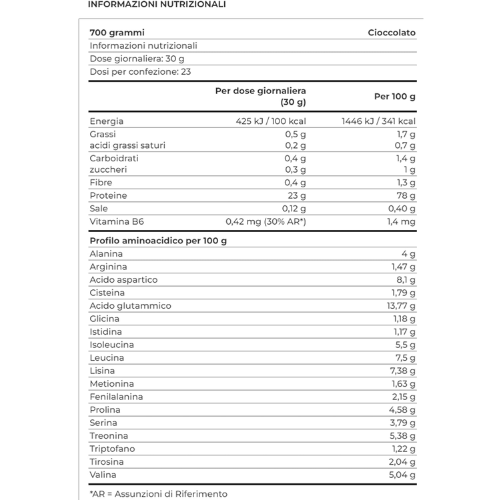 INFORMAZIONI NUTRIZIONALI
700 grammi Cioccolato
Informazioni nutrizionali
Dose giornaliera: 30 g
Dosi per confezione: 23
Per dose giornaliera (30 g) Per 100 g
Energia 425 kJ / 100 kcal 1446 kJ / 341 kcal
Grassi 0,5 g 1,7 g
acidi grassi saturi 0,2 g 0,7 g
Carboidrati 0,4 g 1,4 g
zuccheri 0,3 g 1 g
Fibre 0,4 g 1,3 g
Proteine 23 g 78 g
Sale 0,12 g 0,40 g
Vitamina B6 0,42 mg (30% AR*) 1,4 mg
Profilo aminoacidico per 100 g
Alanina 4 g
Arginina 1,47 g
Acido aspartico 8,1 g
Cisteina 1,79 g
Acido glutammico 13,77 g
Glicina 1,18 g
Istidina 1,17 g
Isoleucina 5,5 g
Leucina 7,5 g
Lisina 7,38 g
Metionina 1,63 g
Fenilalanina 2,15 g
Prolina 4,58 g
Serina 3,79 g
Treonina 5,38 g
Triptofano 1,22 g
Tirosina 2,04 g
Valina 5,04 g
*AR = Assunzioni di Riferimento